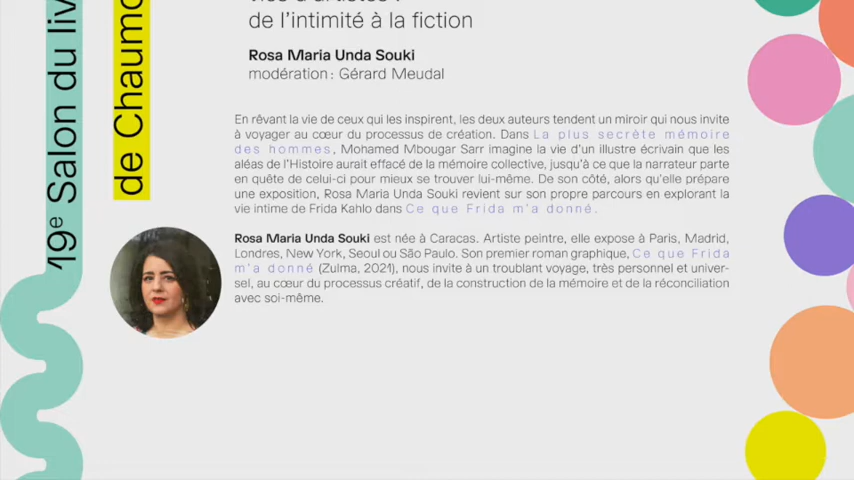 de l'intimité à la fiction
Rosa Maria Unda Souki
modération : Gérard Meudal
En rêvant la vie de ceux qui les inspirent, les deux auteurs tendent un miroir qui nous invite
à voyager au cœur du processus de création. Dans La plus secrète mémoire
des hommes, Mohamed Mbougar Sarr imagine la vie d'un illustre écrivain que les
aléas de l'Histoire aurait effacé de la mémoire collective, jusqu'à ce que la narrateur parte
en quête de celui-ci pour mieux se trouver lui-même. De son côté, alors qu'elle prépare
une exposition, Rosa Maria Unda Souki revient sur son propre parcours en explorant la
vie intime de Frida Kahlo dans Ce que Frida m'a donné.
Rosa Maria Unda Souki est née à Caracas. Artiste peintre, elle expose à Paris, Madrid,
Londres, New York, Seoul ou São Paulo. Son premier roman graphique, Ce que Frida
m'a donné (Zulma, 2021), nous invite à un troublant voyage, très personnel et univer-
sel, au cœur du processus créatif, de la construction de la mémoire et de la réconciliation
avec soi-même.
19e Salon du liv
de Chaumo